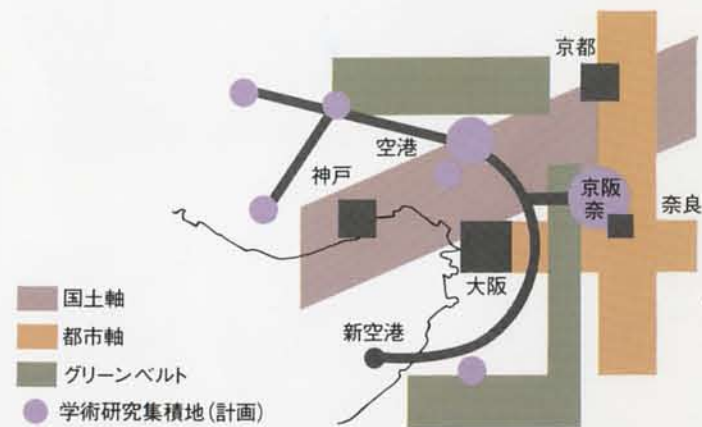 京都
空港
神戸
京阪
奈
奈良
大阪
新空港
国土軸
都市軸
グリーンベルト
学術研究集積地(計画)